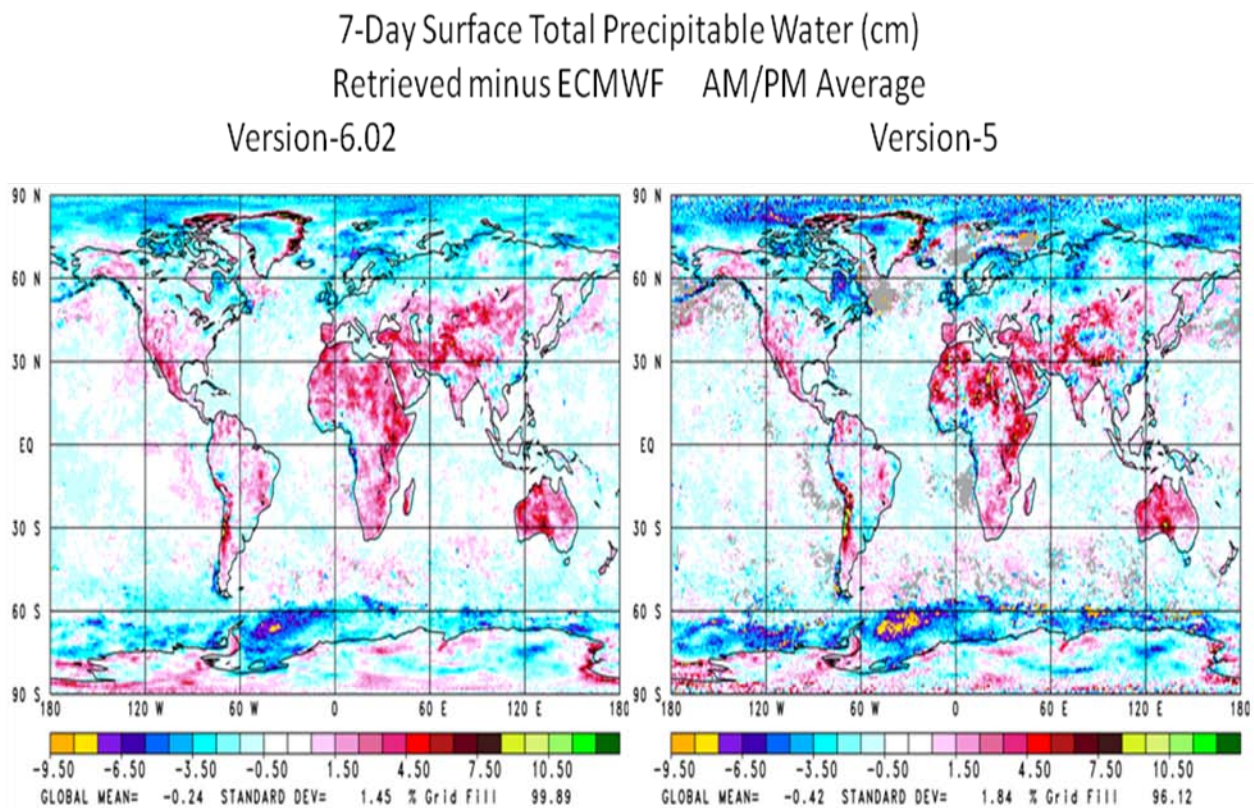 7-Day Surface Total Precipitable Water (cm)
Retrieved minus ECMWF AM/PM Average
Version-6.02
Version-5
90 N
60 N
30 N
EQ
30 S
60 S
90 S
180 120 W 60 W 0 60 E 120 E 180
-9.50 -6.50 -3.50 -0.50 1.50 4.50 7.50 10.50
GLOBAL MEAN= -0.24 STANDARD DEV= 1.45 % Grid Fill 99.89
90 N
60 N
30 N
EQ
30 S
60 S
90 S
180 120 W 60 W 0 60 E 120 E 180
-9.50 -6.50 -3.50 -0.50 1.50 4.50 7.50 10.50
GLOBAL MEAN= -0.42 STANDARD DEV= 1.84 % Grid Fill 96.12